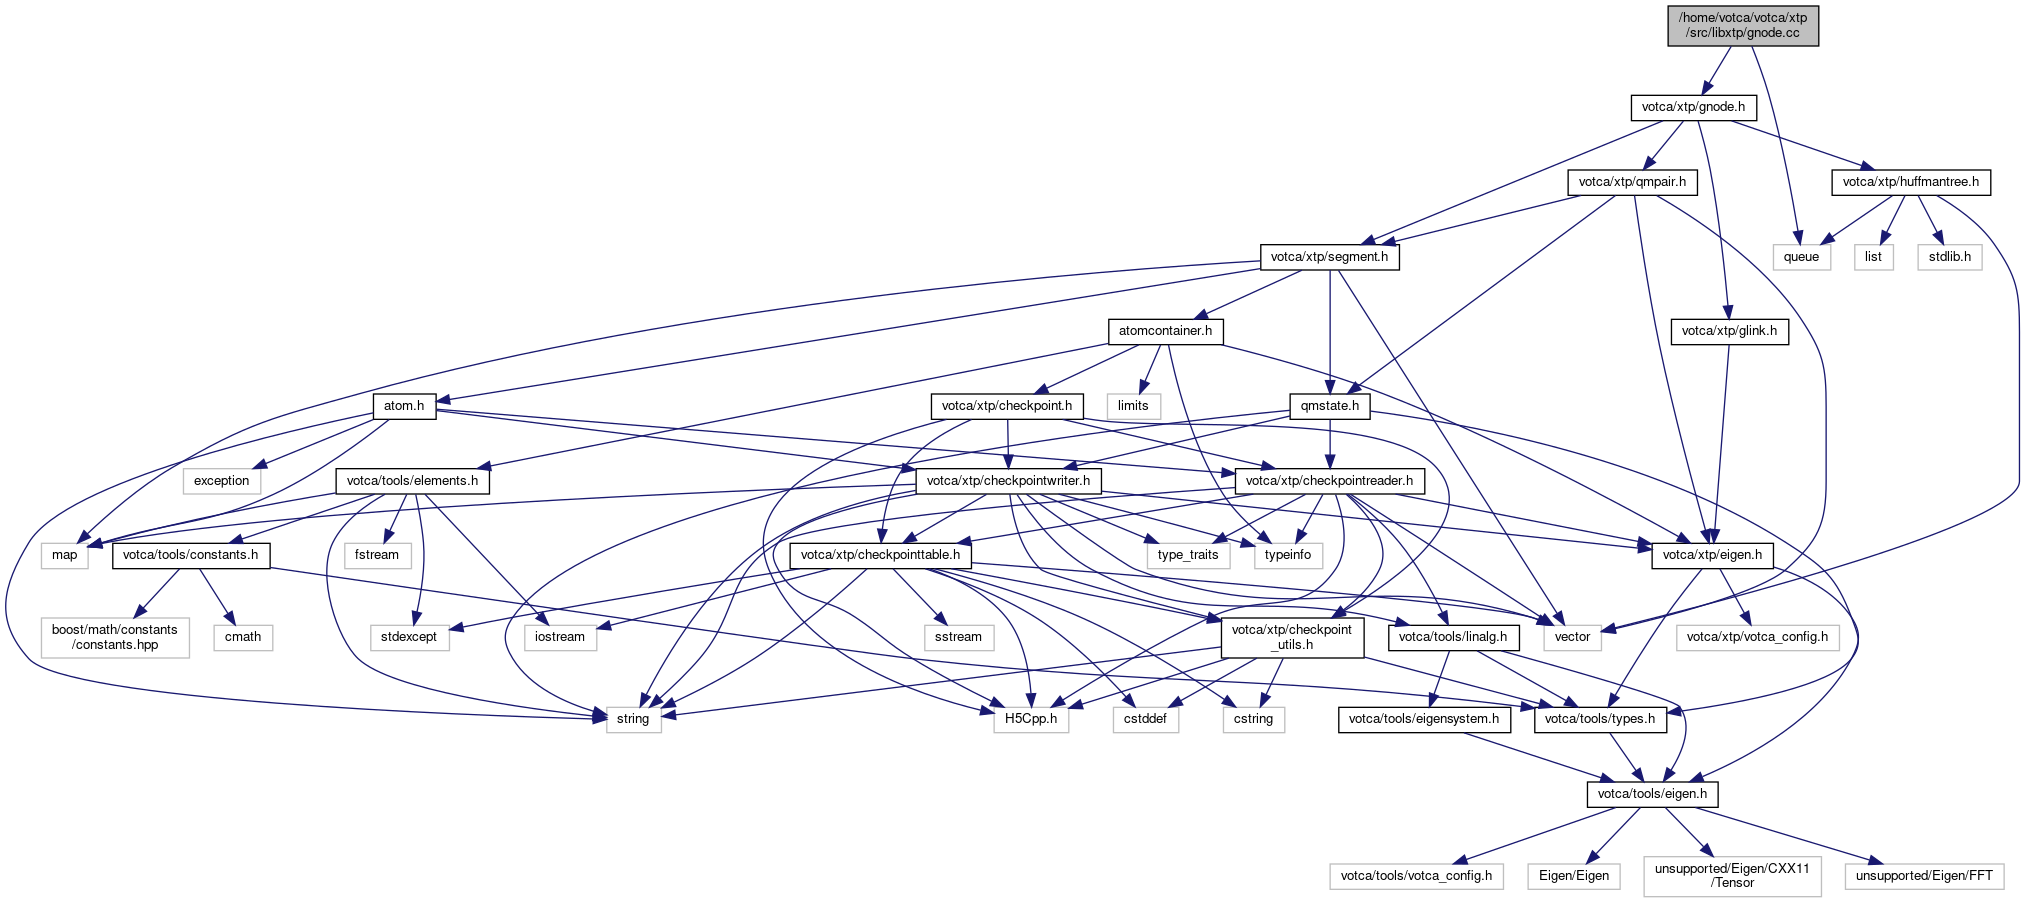 /home/votca/votca/xtp
/src/libxtp/gnode.cc
votca/xtp/gnode.h
votca/xtp/qmpair.h
votca/xtp/huffmantree.h
votca/xtp/segment.h
queue
list
stdlib.h
atomcontainer.h
votca/xtp/glink.h
atom.h
votca/xtp/checkpoint.h
limits
qmstate.h
exception
votca/tools/elements.h
votca/xtp/checkpointwriter.h
votca/xtp/checkpointreader.h
map
votca/tools/constants.h
fstream
votca/xtp/checkpointtable.h
type_traits
typeinfo
votca/xtp/eigen.h
boost/math/constants
/constants.hpp
cmath
stdexcept
iostream
sstream
votca/xtp/checkpoint
_utils.h
votca/tools/linalg.h
vector
votca/xtp/votca_config.h
string
H5Cpp.h
cstddef
cstring
votca/tools/eigensystem.h
votca/tools/types.h
votca/tools/eigen.h
votca/tools/votca_config.h
Eigen/Eigen
unsupported/Eigen/CXX11
/Tensor
unsupported/Eigen/FFT